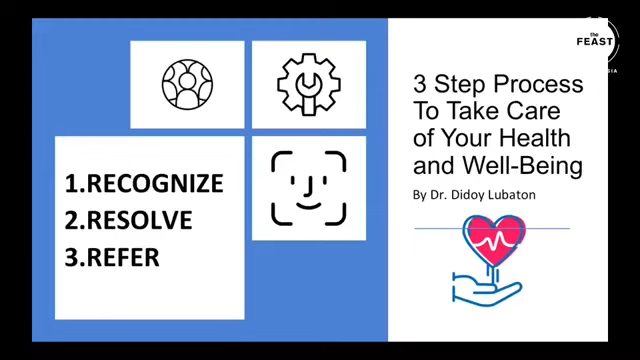 the
FEAST
SIA
3 Step Process
To Take Care
of Your Health
and Well-Being
By Dr. Didoy Lubaton
1.RECOGNIZE
2.RESOLVE
3.REFER